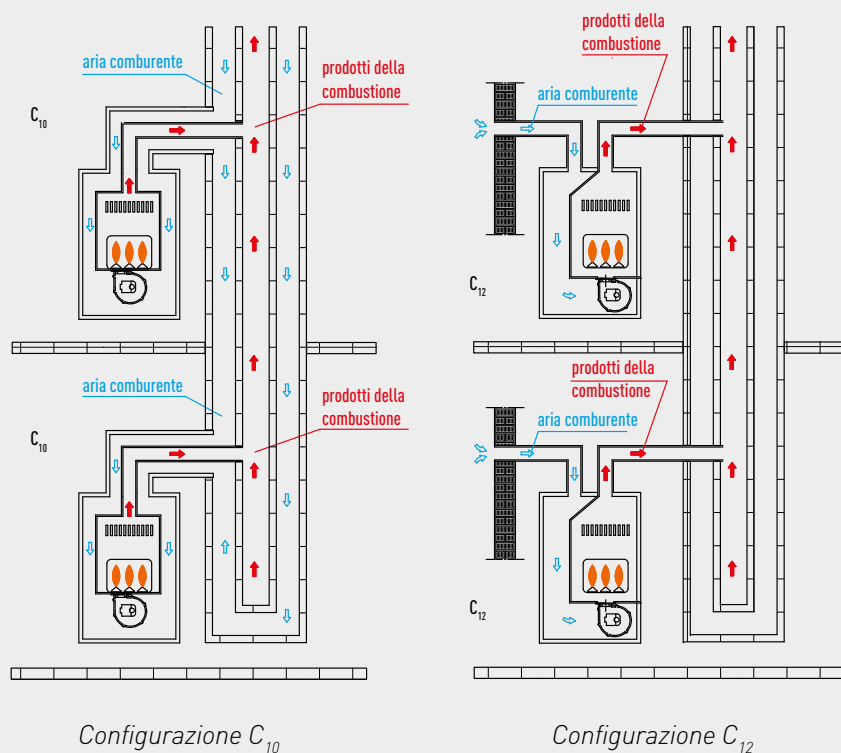 aria comburente
prodotti della
combustione
C10
aria comburente
prodotti della
combustione
C10
Configurazione C10
prodotti della
combustione
aria comburente
C12
prodotti della
combustione
aria comburente
C12
Configurazione C12